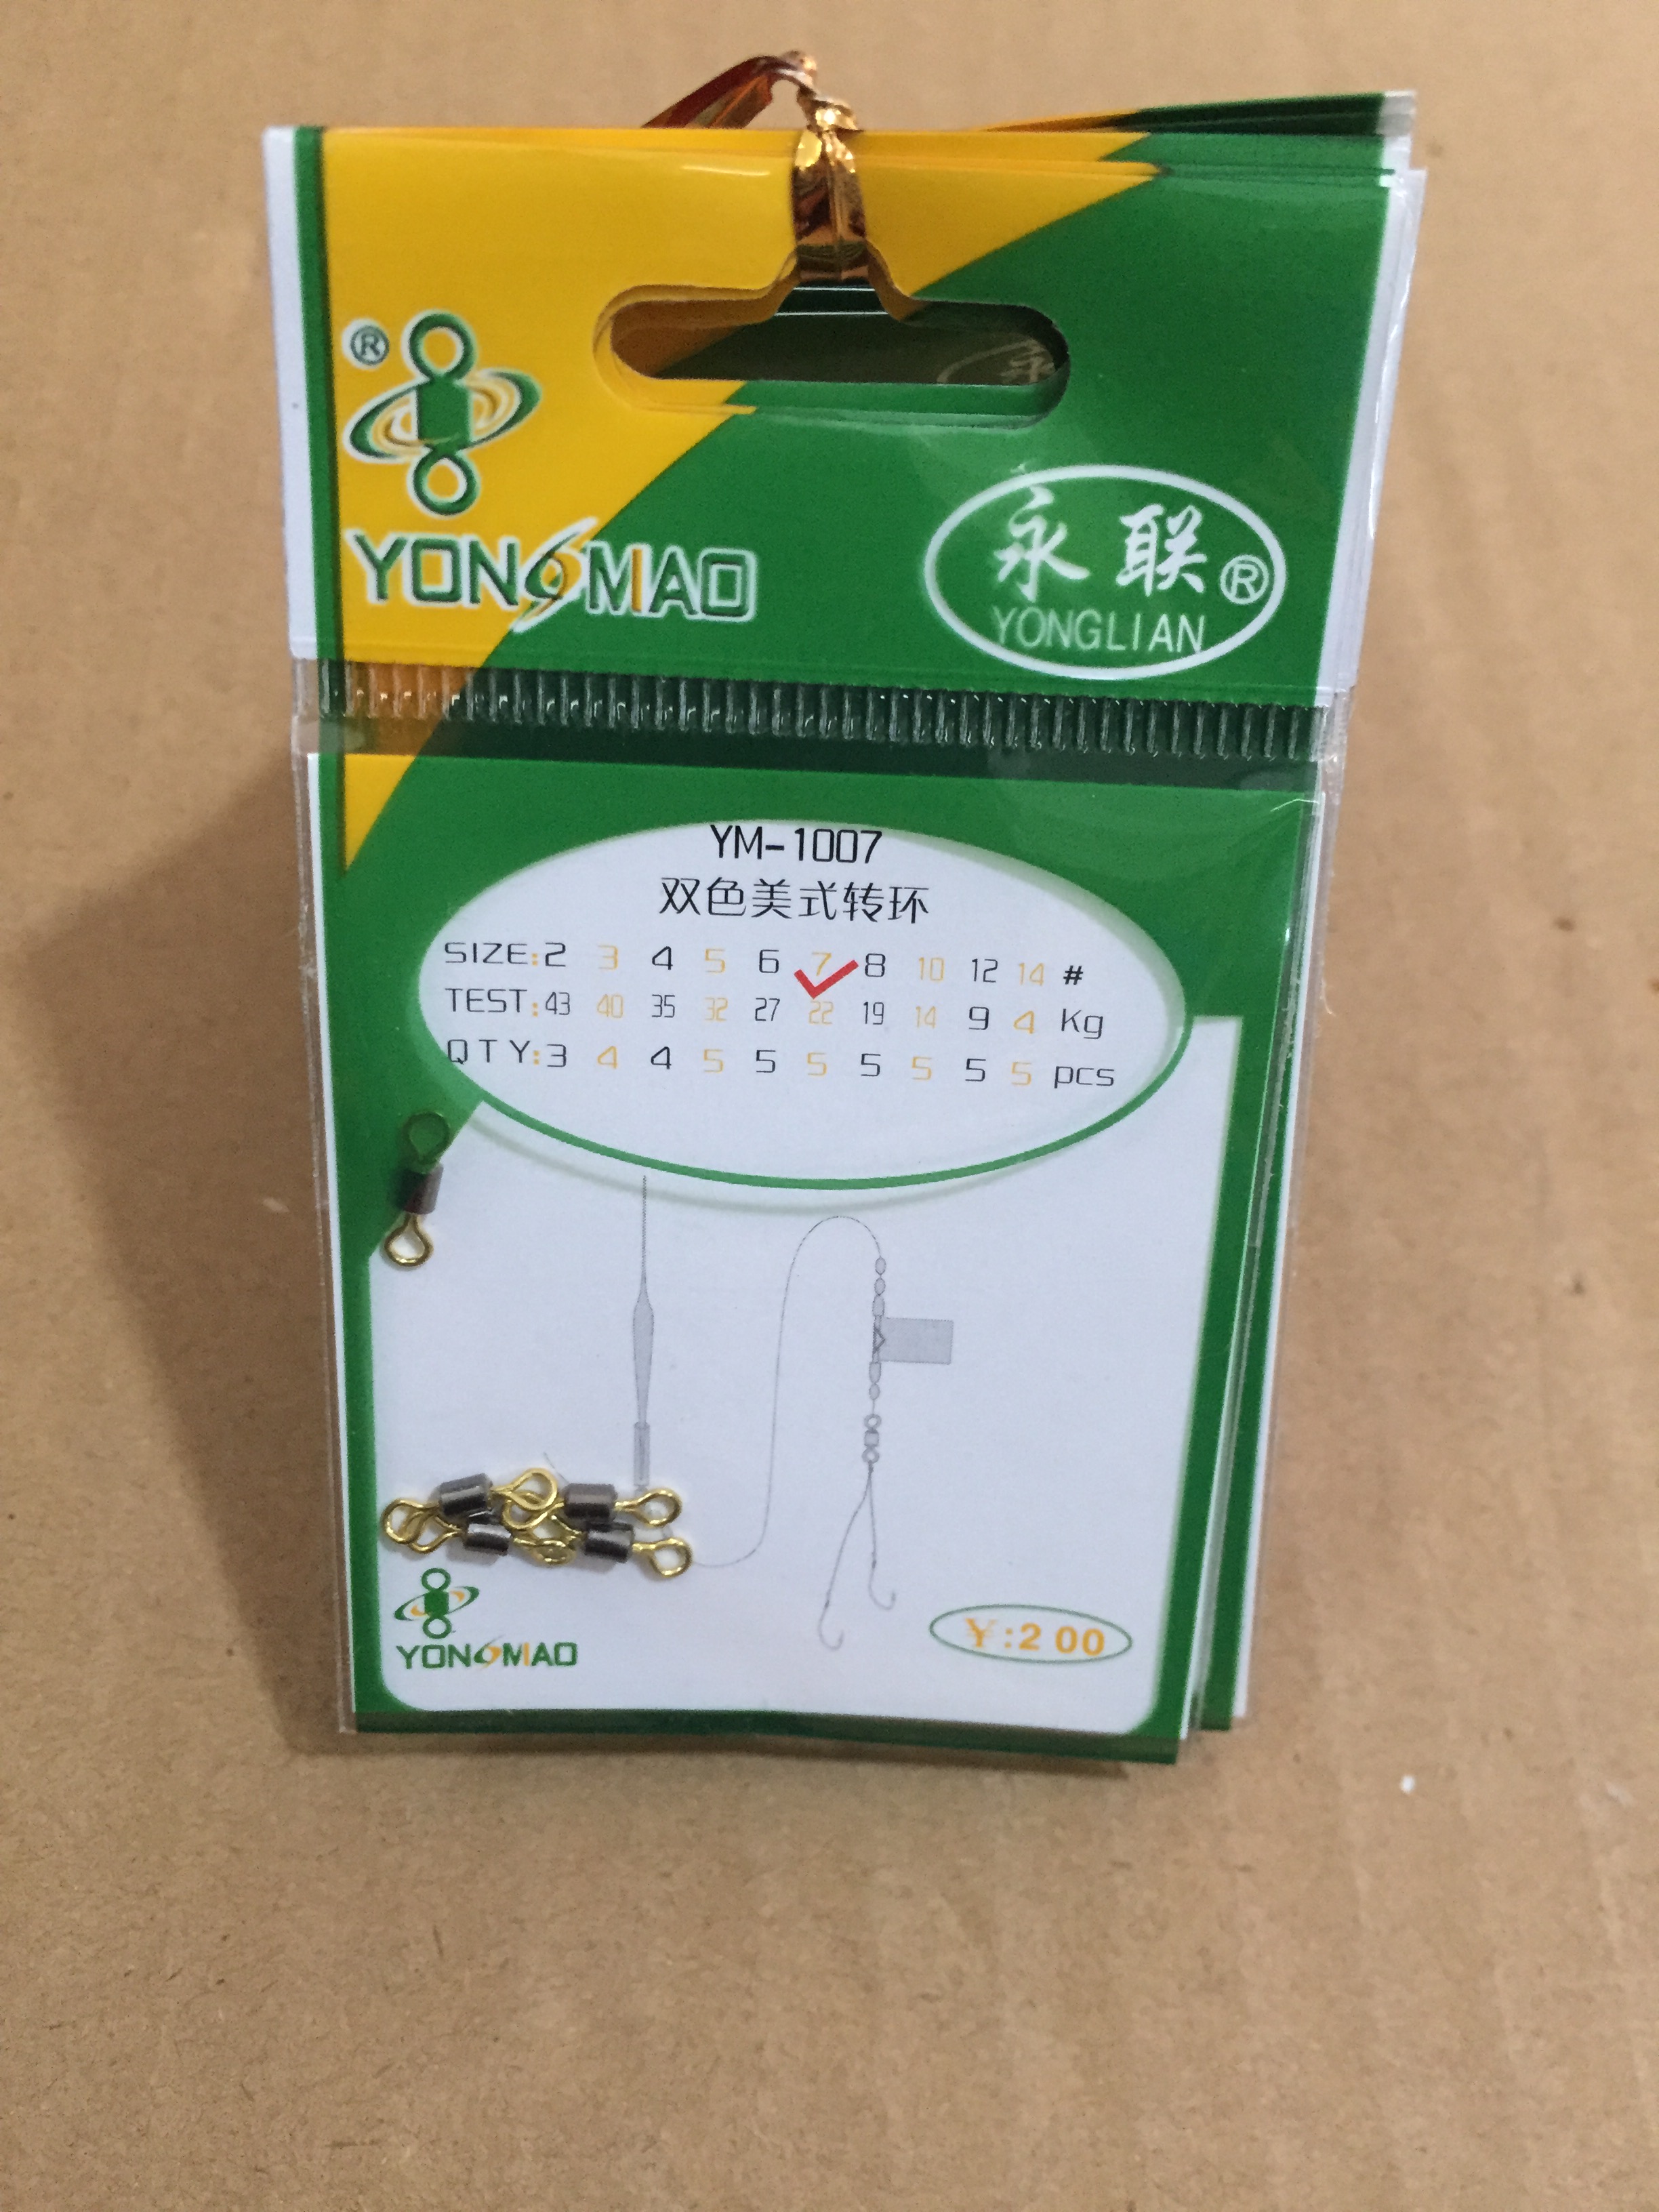 ®
YONGMAO
永联®
YONGLIAN
YM-1007
双色美式转环
SIZE:2 3 4 5 6 7 8 10 12 14 #
TEST:43 40 35 32 27 22 19 14 9 4 Kg
QTY:3 4 4 5 5 5 5 5 5 5 pcs
YONGMAO
¥:2 00